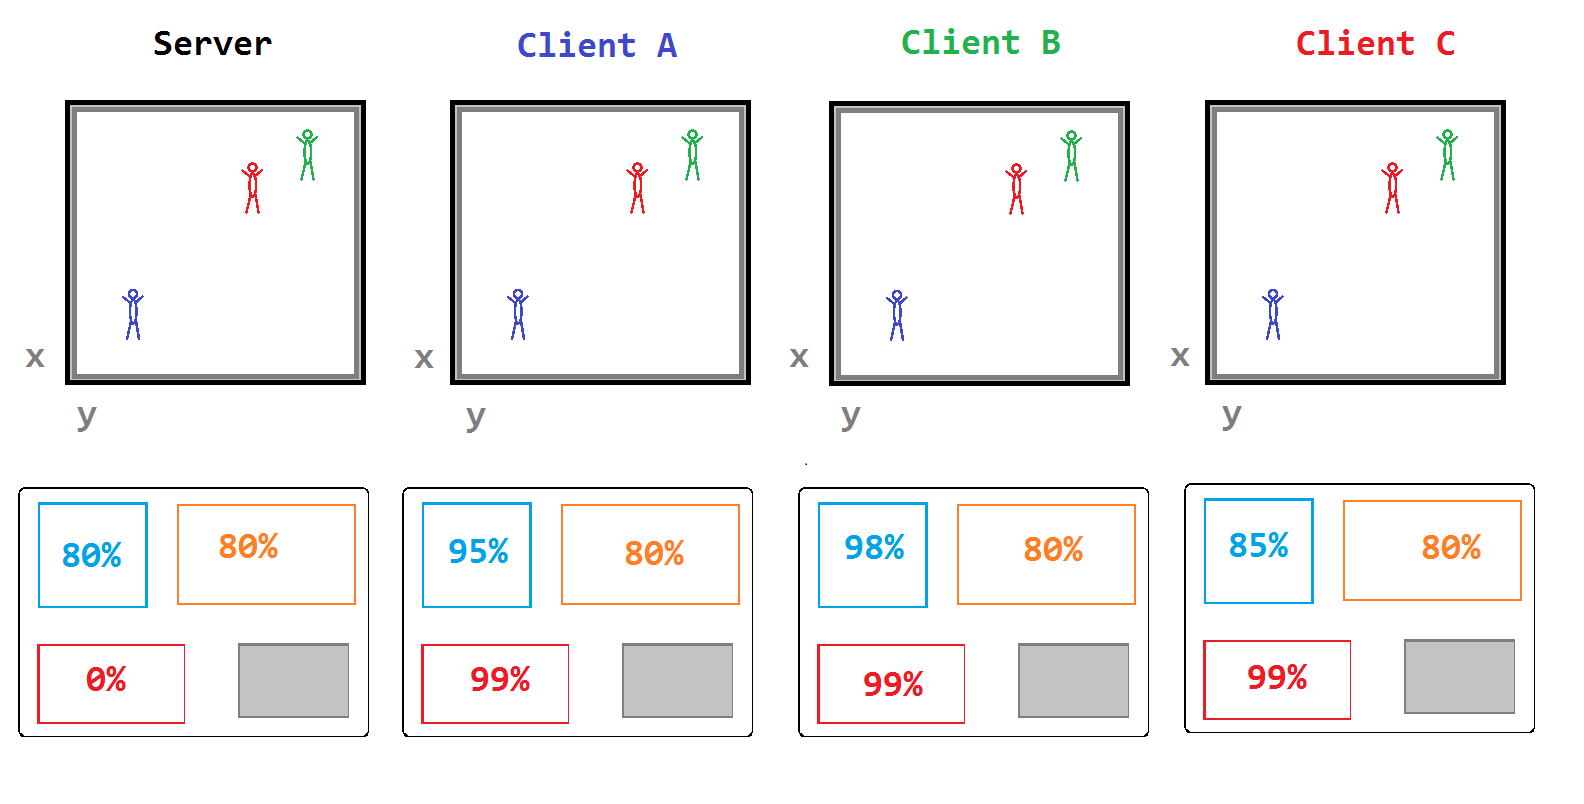 Server
Client A
Client B
Client C
x
x
x
x
y
y
y
y
80%
80%
95%
80%
98%
80%
85%
80%
0%
99%
99%
99%